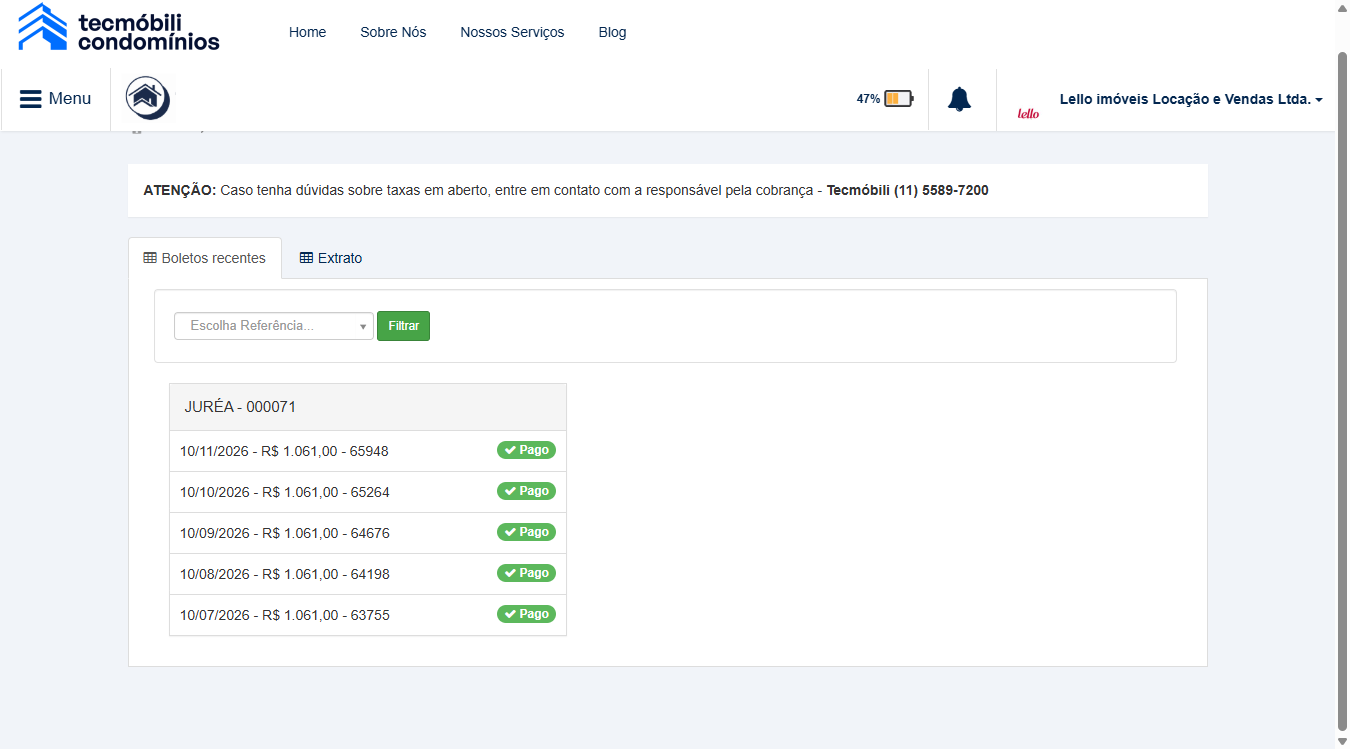 tecmóbili
condomínios
Home Sobre Nós Nossos Serviços Blog
Menu 47% lello Lello imóveis Locação e Vendas Ltda.
ATENÇÃO: Caso tenha dúvidas sobre taxas em aberto, entre em contato com a responsável pela cobrança - Tecmóbili (11) 5589-7200
Boletos recentes Extrato
Escolha Referência... Filtrar
JURÉA - 000071
10/11/2026 - R$ 1.061,00 - 65948 Pago
10/10/2026 - R$ 1.061,00 - 65264 Pago
10/09/2026 - R$ 1.061,00 - 64676 Pago
10/08/2026 - R$ 1.061,00 - 64198 Pago
10/07/2026 - R$ 1.061,00 - 63755 Pago